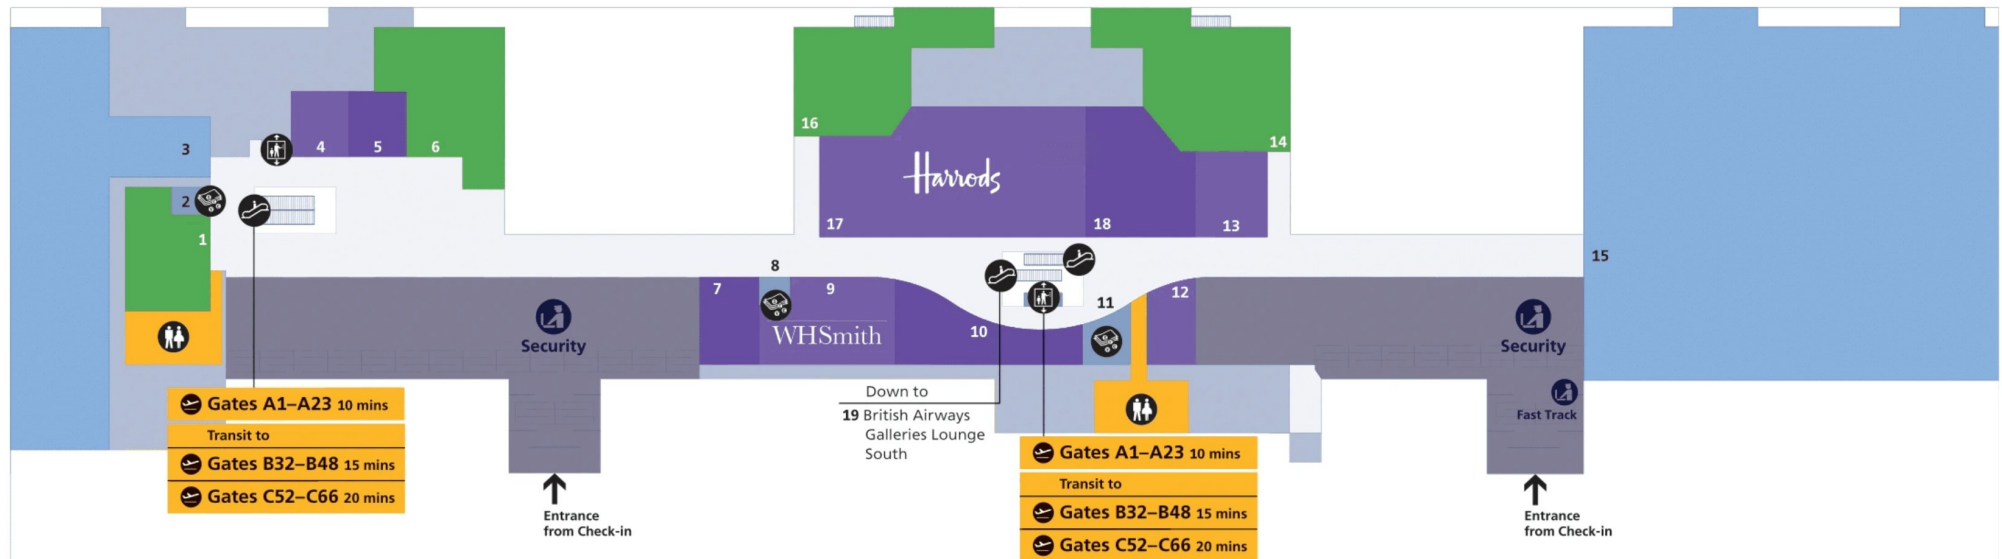 16
14
3
4
5
6
Harrods
2
1
17
18
13
15
8
7
9
11
12
10
WHSmith
Security
Security
Fast Track
Down to
19 British Airways
Galleries Lounge
South
Gates A1–A23 10 mins
Transit to
Gates B32–B48 15 mins
Gates C52–C66 20 mins
Gates A1–A23 10 mins
Transit to
Gates B32–B48 15 mins
Gates C52–C66 20 mins
Entrance
from Check-in
Entrance
from Check-in